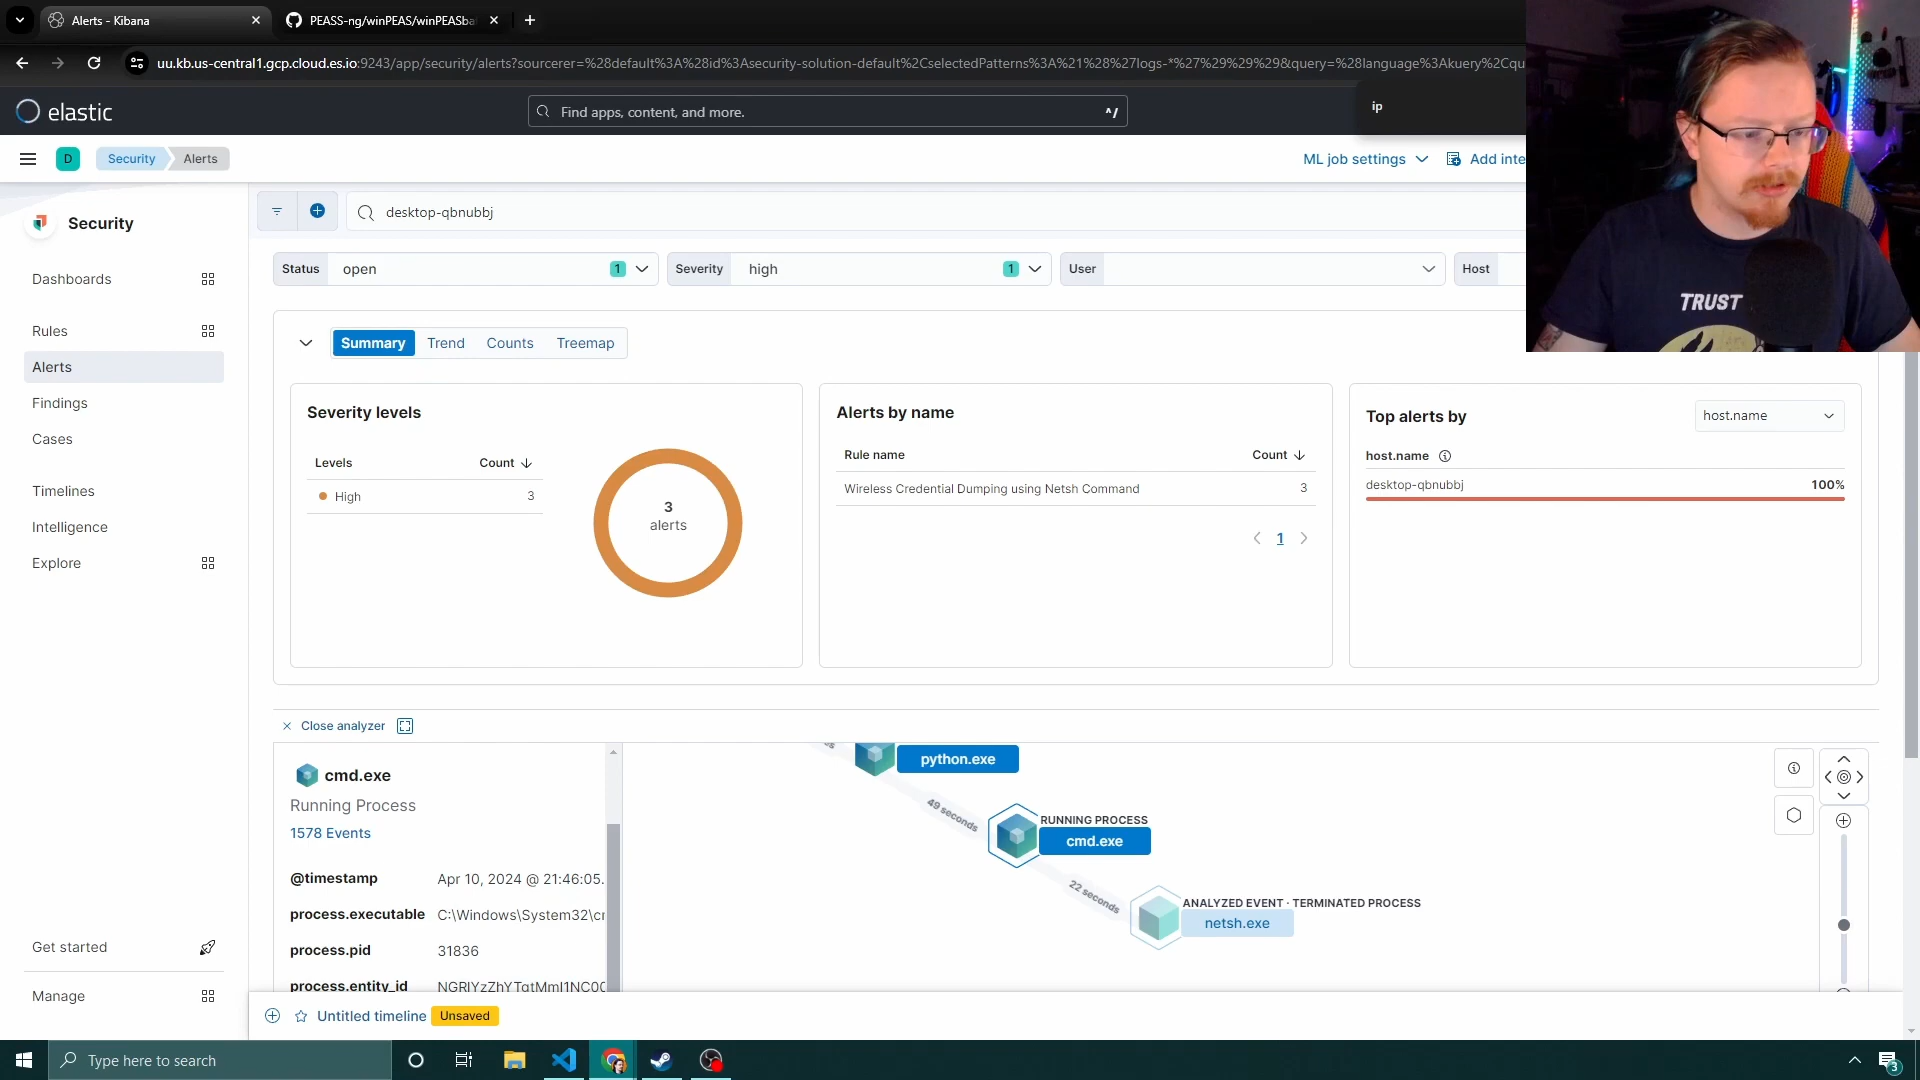 Alerts - Kibana
PEASS-ng/winPEAS/winPEASba
uu.kb.us-central1.gcp.cloud.es.io:9243/app/security/alerts?sourcerer=%28default%3A%28id%3Asecurity-solution-default%2CselectedPatterns%3A%21%28%27logs-*%27%29%29%29&query=%28language%3Akuery%2Cqu
elastic
Find apps, content, and more.
^/
ip
D
Security
Alerts
ML job settings
Add inte
Security
desktop-qbnubbj
Status
open
1
Severity
high
1
User
Host
TRUST
Dashboards
Rules
Alerts
Findings
Cases
Timelines
Intelligence
Explore
Get started
Manage
Summary
Trend
Counts
Treemap
Severity levels
Levels
Count
High
3
3
alerts
Alerts by name
Rule name
Count
Wireless Credential Dumping using Netsh Command
3
1
Top alerts by
host.name
host.name
desktop-qbnubbj
100%
Close analyzer
cmd.exe
Running Process
1578 Events
@timestamp
Apr 10, 2024 @ 21:46:05.
process.executable
C:\Windows\System32\cr
process.pid
31836
process.entity_id
python.exe
49 seconds
RUNNING PROCESS
cmd.exe
22 seconds
ANALYZED EVENT · TERMINATED PROCESS
netsh.exe
Untitled timeline
Unsaved
Type here to search
3